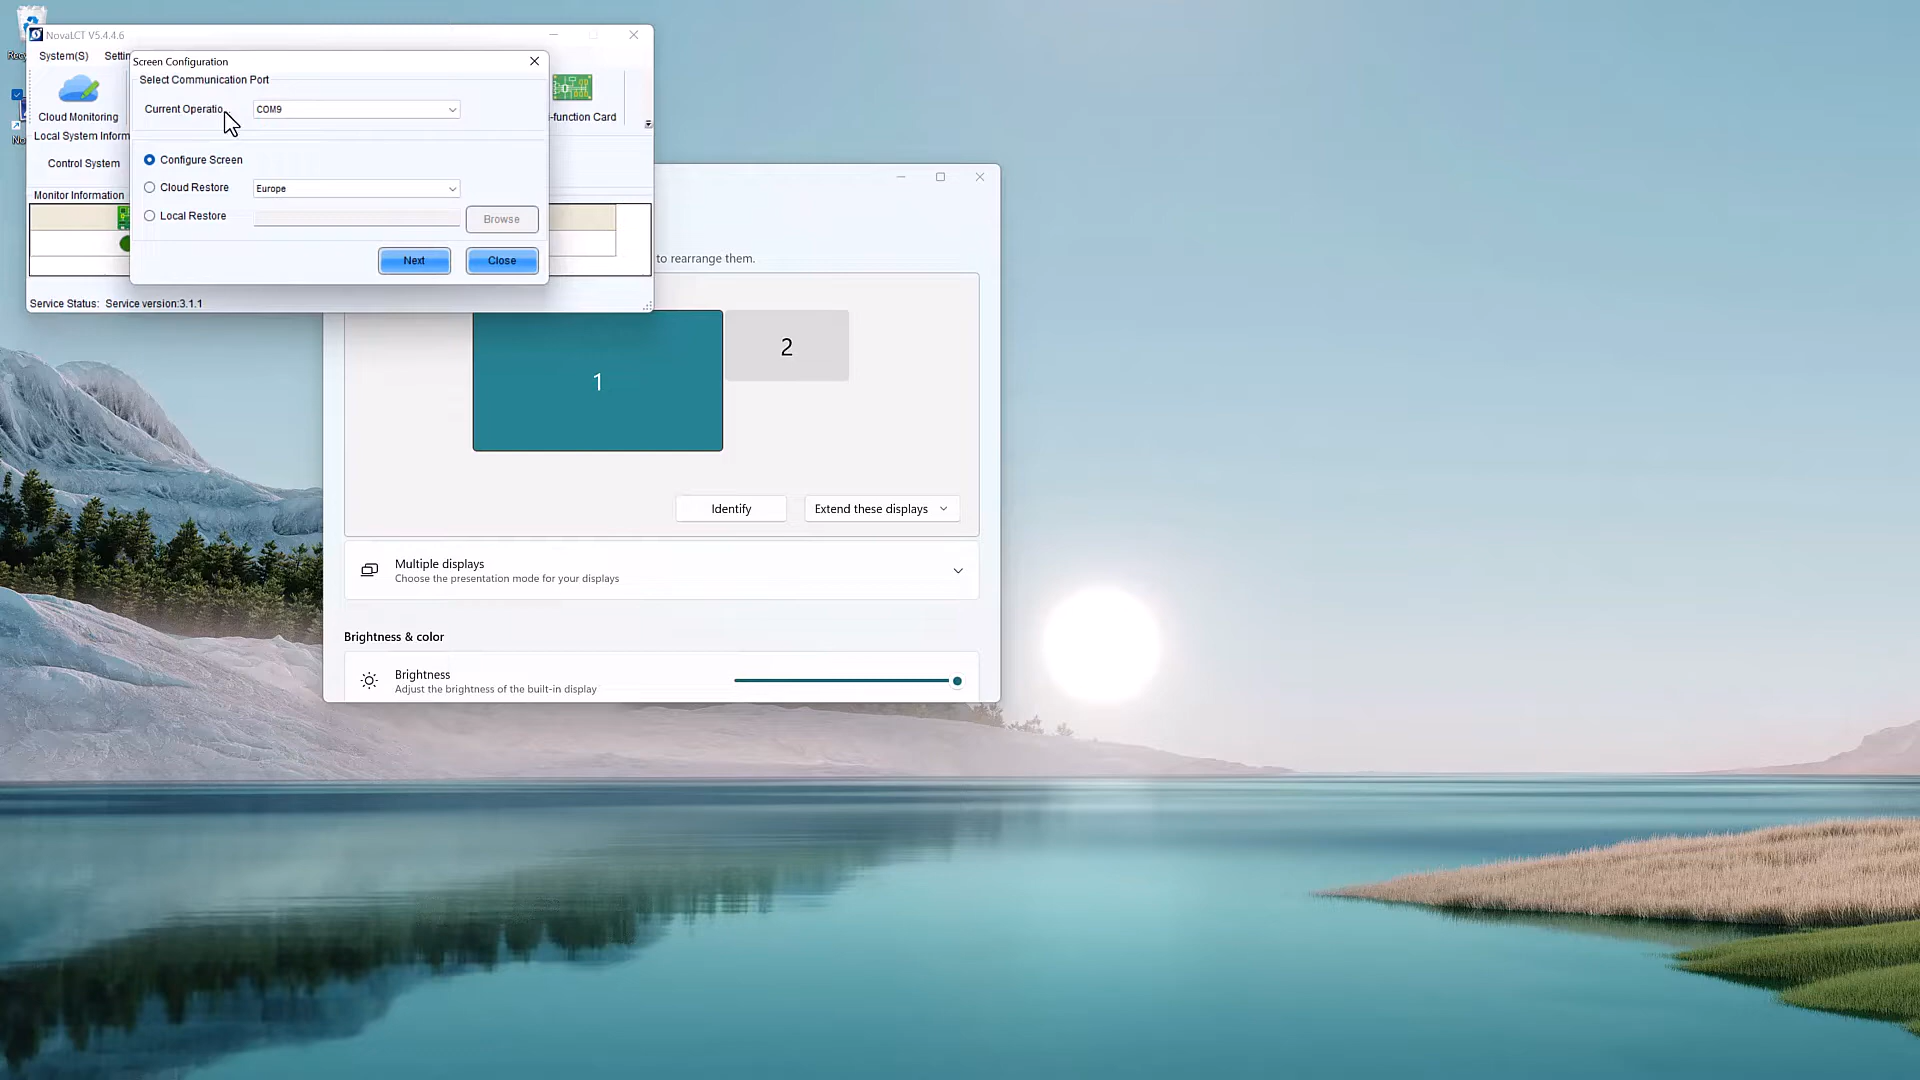 NovaLCT V5.4.4.6
System(S)
Screen Configuration
Select Communication Port
Current Operatio
COM9
Cloud Monitoring
-function Card
Local System Inform
Configure Screen
Control System
Cloud Restore
Europe
Monitor Information
Local Restore
Browse
Next
Close
Service Status: Service version:3.1.1
to rearrange them.
1
2
Identify
Extend these displays
Multiple displays
Choose the presentation mode for your displays
Brightness & color
Brightness
Adjust the brightness of the built-in display